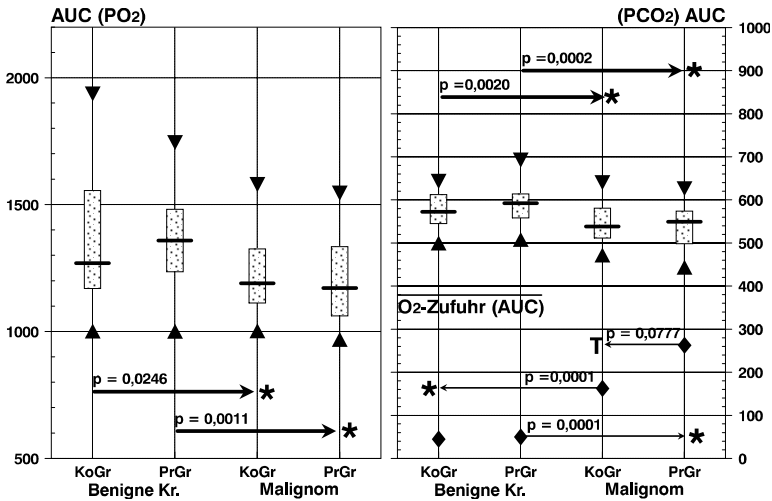 AUC (PO2)
(PCO2) AUC
2000
1500
1000
500
p = 0,0246
*
p = 0,0011
*
KoGr PrGr KoGr PrGr
Benigne Kr. Malignom
1000
900
800
700
600
500
400
300
200
100
0
p = 0,0002
*
p = 0,0020
*
O2-Zufuhr (AUC)
T
p = 0,0777
*
p =0,0001
p = 0,0001
*
KoGr PrGr KoGr PrGr
Benigne Kr. Malignom